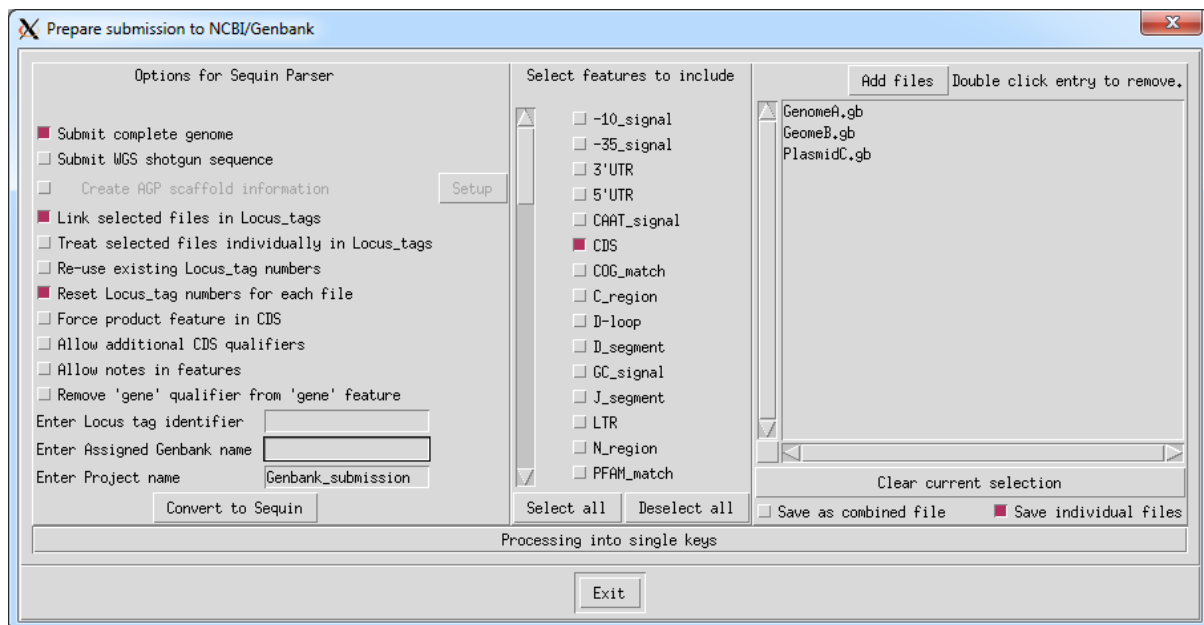 Prepare submission to NCBI/Genbank
Options for Sequin Parser
Submit complete genome
Submit WGS shotgun sequence
Create AGP scaffold information
Setup
Link selected files in Locus_tags
Treat selected files individually in Locus_tags
Re-use existing Locus_tag numbers
Reset Locus_tag numbers for each file
Force product feature in CDS
Allow additional CDS qualifiers
Allow notes in features
Remove 'gene' qualifier from 'gene' feature
Enter Locus tag identifier
Enter Assigned Genbank name
Enter Project name
Genbank_submission
Convert to Sequin
Select features to include
-10_signal
-35_signal
3'UTR
5'UTR
CAAT_signal
CDS
COG_match
C_region
D-loop
D_segment
GC_signal
J_segment
LTR
N_region
PFAM_match
Select all
Deselect all
Add files
Double click entry to remove.
GenomeA.gb
GeomeB.gb
PlasmidC.gb
Clear current selection
Save as combined file
Save individual files
Processing into single keys
Exit